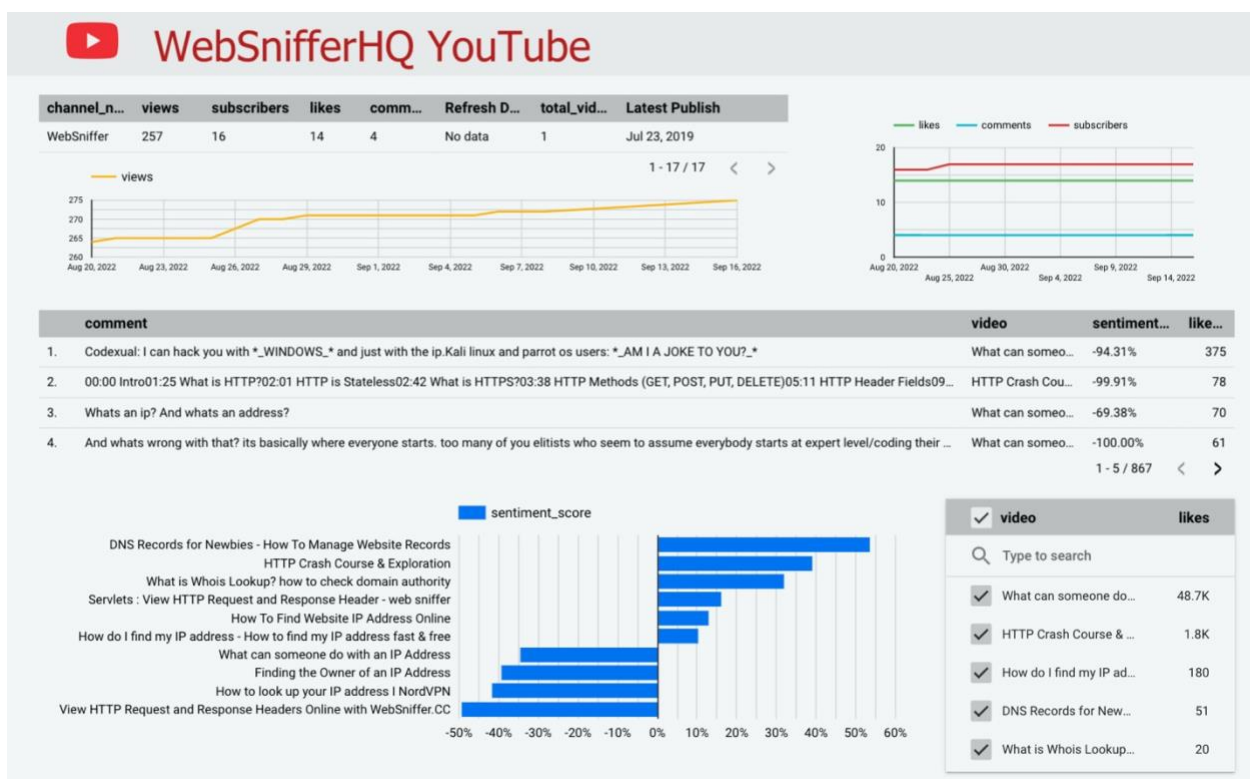 WebSnifferHQ YouTube
channel_n... views subscribers likes comm... Refresh D... total_vid... Latest Publish
WebSniffer 257 16 14 4 No data 1 Jul 23, 2019
1 - 17 / 17 < >
views
275
270
265
260
Aug 20, 2022 Aug 23, 2022 Aug 26, 2022 Aug 29, 2022 Sep 1, 2022 Sep 4, 2022 Sep 7, 2022 Sep 10, 2022 Sep 13, 2022 Sep 16, 2022
likes comments subscribers
20
10
0
Aug 20, 2022 Aug 25, 2022 Aug 30, 2022 Sep 4, 2022 Sep 9, 2022 Sep 14, 2022
comment video sentiment... like...
1. Codexual: I can hack you with *_WINDOWS_* and just with the ip.Kali linux and parrot os users: *_AM I A JOKE TO YOU?_* What can someo... -94.31% 375
2. 00:00 Intro01:25 What is HTTP?02:01 HTTP is Stateless02:42 What is HTTPS?03:38 HTTP Methods (GET, POST, PUT, DELETE)05:11 HTTP Header Fields09... HTTP Crash Cou... -99.91% 78
3. Whats an ip? And whats an address? What can someo... -69.38% 70
4. And whats wrong with that? its basically where everyone starts. too many of you elitists who seem to assume everybody starts at expert level/coding their ... What can someo... -100.00% 61
1 - 5 / 867 < >
sentiment_score
DNS Records for Newbies - How To Manage Website Records
HTTP Crash Course & Exploration
What is Whois Lookup? how to check domain authority
Servlets : View HTTP Request and Response Header - web sniffer
How To Find Website IP Address Online
How do I find my IP address - How to find my IP address fast & free
What can someone do with an IP Address
Finding the Owner of an IP Address
How to look up your IP address I NordVPN
View HTTP Request and Response Headers Online with WebSniffer.CC
-50% -40% -30% -20% -10% 0% 10% 20% 30% 40% 50% 60%
video likes
Type to search
What can someone do... 48.7K
HTTP Crash Course & ... 1.8K
How do I find my IP ad... 180
DNS Records for New... 51
What is Whois Lookup... 20